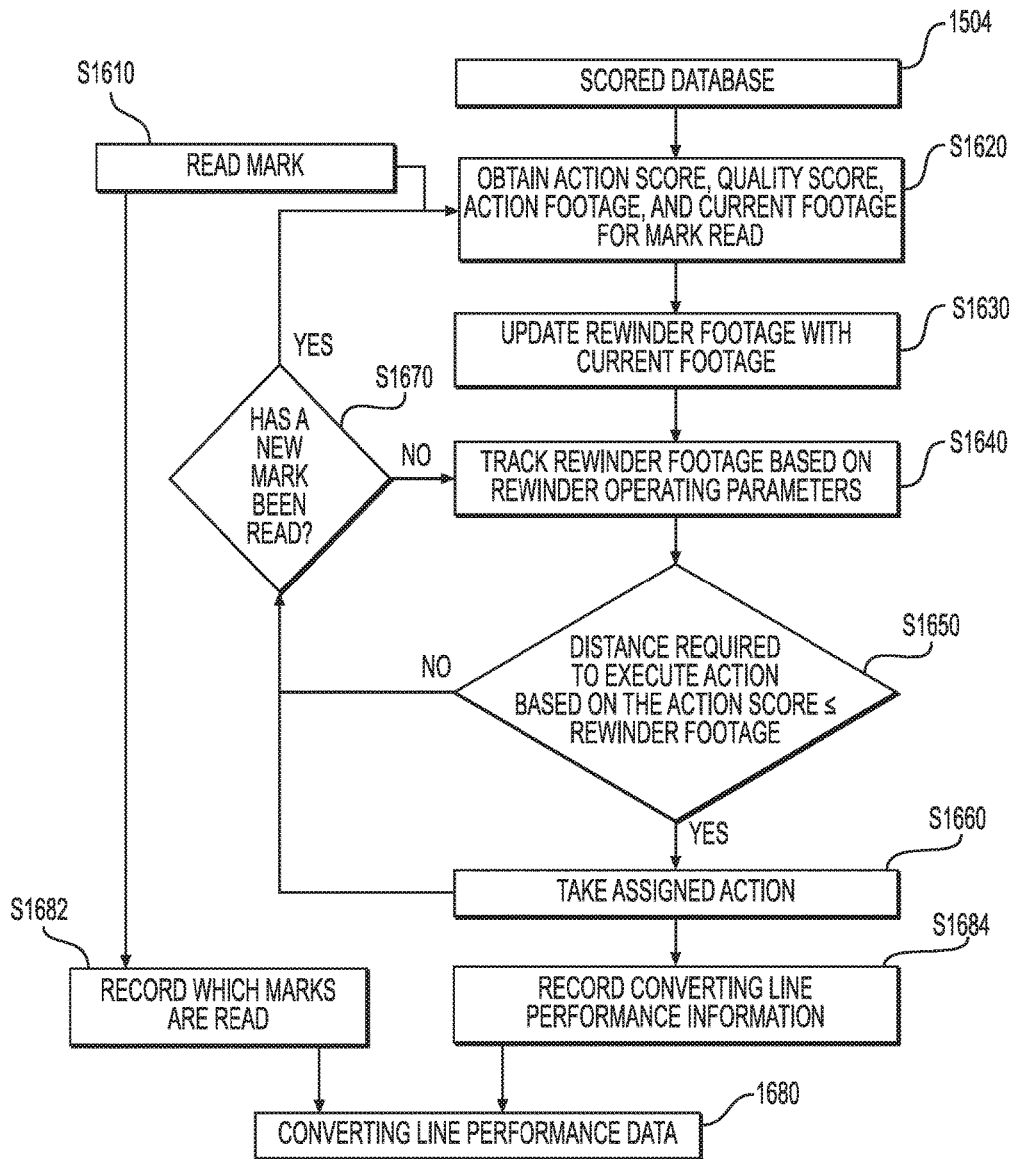 1504
SCORED DATABASE
S1610
READ MARK
S1620
OBTAIN ACTION SCORE, QUALITY SCORE,
ACTION FOOTAGE, AND CURRENT FOOTAGE
FOR MARK READ
S1630
UPDATE REWINDER FOOTAGE WITH
CURRENT FOOTAGE
YES
S1670
HAS A
NEW
MARK
BEEN
READ?
NO
S1640
TRACK REWINDER FOOTAGE BASED ON
REWINDER OPERATING PARAMETERS
S1650
NO
DISTANCE REQUIRED
TO EXECUTE ACTION
BASED ON THE ACTION SCORE ≤
REWINDER FOOTAGE
YES
S1660
TAKE ASSIGNED ACTION
S1682
RECORD WHICH MARKS
ARE READ
S1684
RECORD CONVERTING LINE
PERFORMANCE INFORMATION
1680
CONVERTING LINE PERFORMANCE DATA